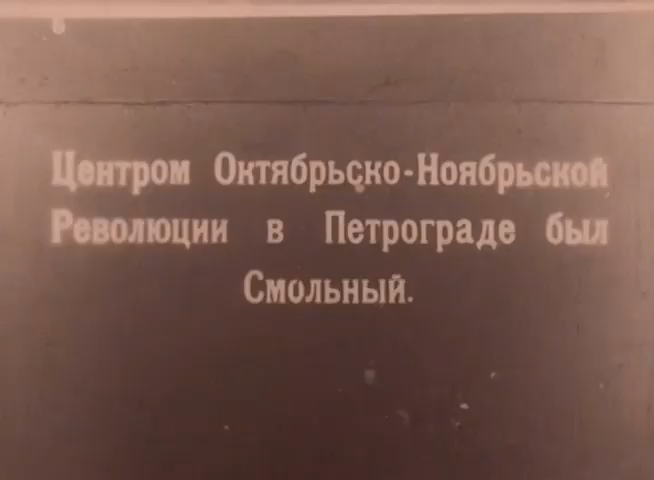 Центром Октябрьско-Ноябрьской
Революции в Петрограде был
Смольный.